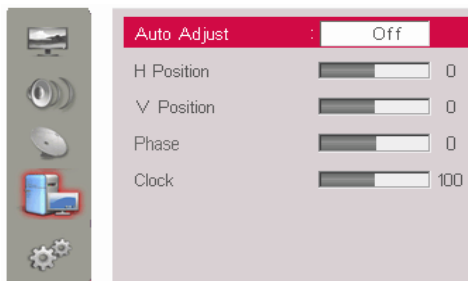 Auto Adjust : Off
H Position 0
V Position 0
Phase 0
Clock 100